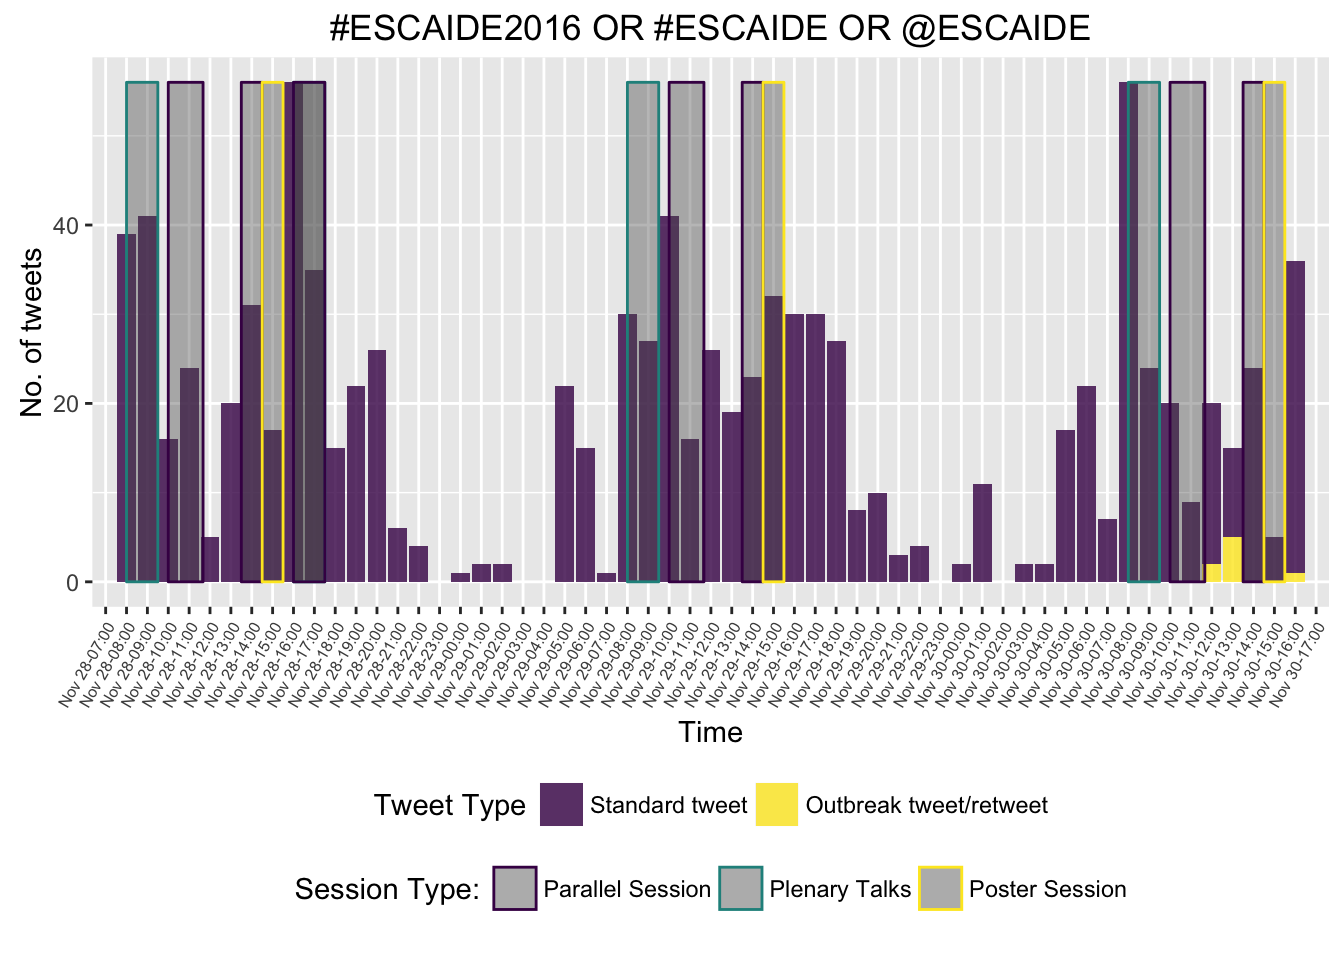 #ESCAIDE2016 OR #ESCAIDE OR @ESCAIDE
No. of tweets
40
20
0
Nov 28-07:00
Nov 28-08:00
Nov 28-09:00
Nov 28-10:00
Nov 28-11:00
Nov 28-12:00
Nov 28-13:00
Nov 28-14:00
Nov 28-15:00
Nov 28-16:00
Nov 28-17:00
Nov 28-18:00
Nov 28-19:00
Nov 28-20:00
Nov 28-21:00
Nov 28-22:00
Nov 28-23:00
Nov 29-00:00
Nov 29-01:00
Nov 29-02:00
Nov 29-03:00
Nov 29-04:00
Nov 29-05:00
Nov 29-06:00
Nov 29-07:00
Nov 29-08:00
Nov 29-09:00
Nov 29-10:00
Nov 29-11:00
Nov 29-12:00
Nov 29-13:00
Nov 29-14:00
Nov 29-15:00
Nov 29-16:00
Nov 29-17:00
Nov 29-18:00
Nov 29-19:00
Nov 29-20:00
Nov 29-21:00
Nov 29-22:00
Nov 29-23:00
Nov 30-00:00
Nov 30-01:00
Nov 30-02:00
Nov 30-03:00
Nov 30-04:00
Nov 30-05:00
Nov 30-06:00
Nov 30-07:00
Nov 30-08:00
Nov 30-09:00
Nov 30-10:00
Nov 30-11:00
Nov 30-12:00
Nov 30-13:00
Nov 30-14:00
Nov 30-15:00
Nov 30-16:00
Nov 30-17:00
Time
Tweet Type Standard tweet Outbreak tweet/retweet
Session Type: Parallel Session Plenary Talks Poster Session